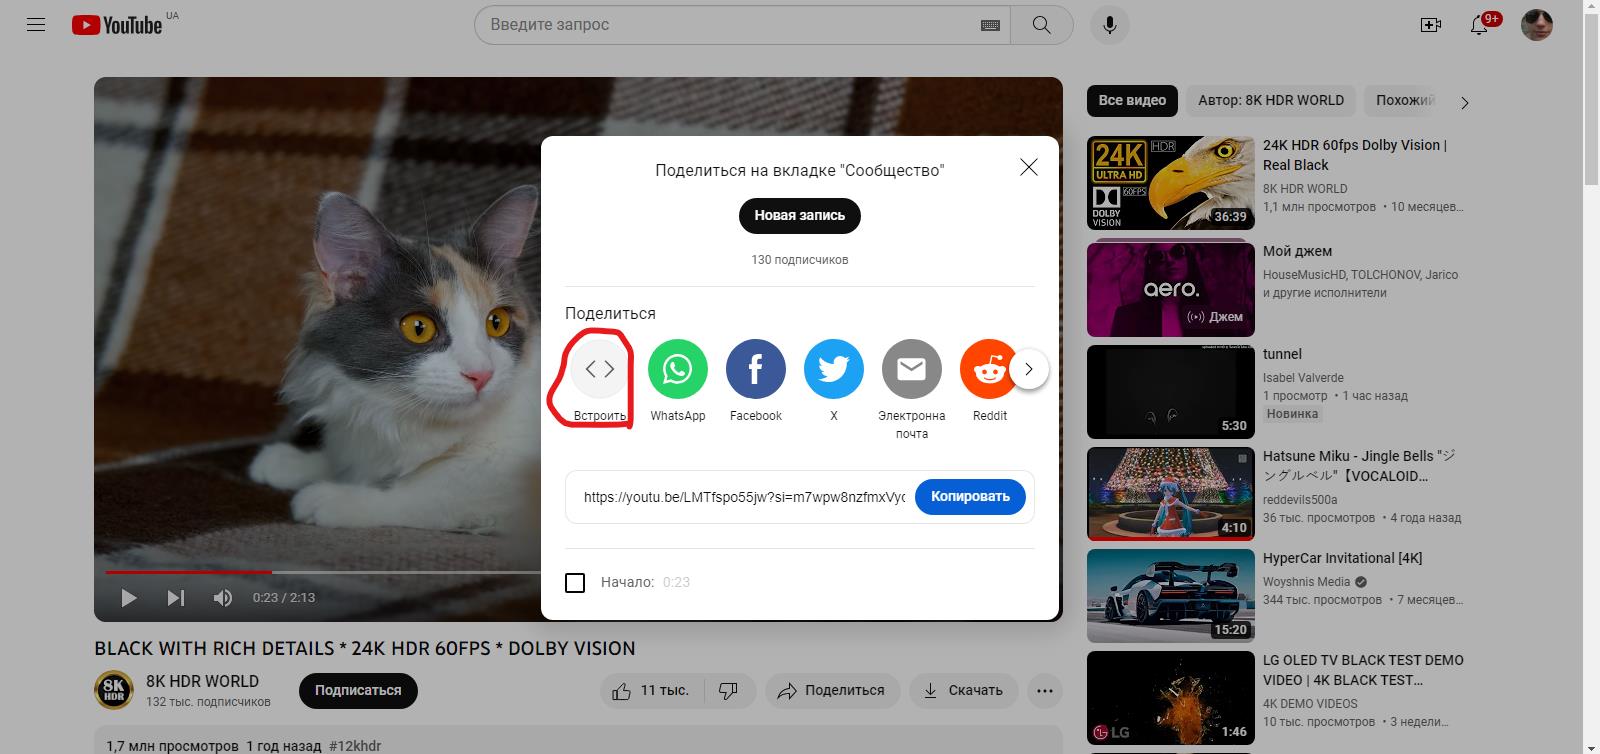 YouTube UA
Введите запрос
9+
Все видео
Автор: 8K HDR WORLD
Похожий
Поделиться на вкладке "Сообщество"
Новая запись
130 подписчиков
Поделиться
Встроить
WhatsApp
Facebook
X
Электронна
почта
Reddit
https://youtu.be/LMTfspo55jw?si=m7wpw8nzfmxVyc
Копировать
Начало: 0:23
0:23 / 2:13
BLACK WITH RICH DETAILS * 24K HDR 60FPS * DOLBY VISION
8K
HDR
8K HDR WORLD
132 тыс. подписчиков
Подписаться
11 тыс.
Поделиться
Скачать
1,7 млн просмотров 1 год назад #12khdr
24K
HDR
ULTRA HD
60FPS
DOLBY
VISION
36:39
24K HDR 60fps Dolby Vision |
Real Black
8K HDR WORLD
1,1 млн просмотров • 10 месяцев...
aero.
Джем
Мой джем
HouseMusicHD, TOLCHONOV, Jarico
и другие исполнители
5:30
tunnel
Isabel Valverde
1 просмотр • 1 час назад
Новинка
4:10
Hatsune Miku - Jingle Bells "ジ
ングルベル"【VOCALOID...
reddevils500a
36 тыс. просмотров • 4 года назад
15:20
HyperCar Invitational [4K]
Woyshnis Media
344 тыс. просмотров • 7 месяцев...
LG
1:46
LG OLED TV BLACK TEST DEMO
VIDEO | 4K BLACK TEST...
4K DEMO VIDEOS
10 тыс. просмотров • 3 недели...